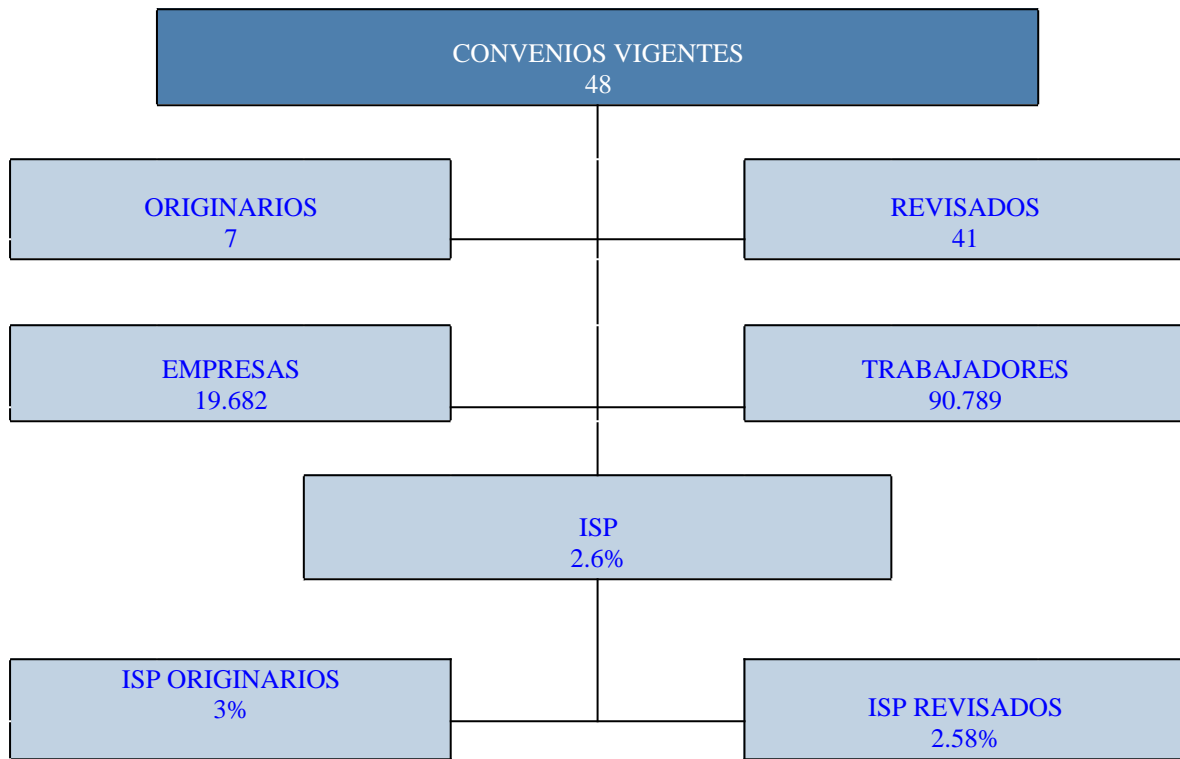 CONVENIOS VIGENTES
48
ORIGINARIOS
7
REVISADOS
41
EMPRESAS
19.682
TRABAJADORES
90.789
ISP
2.6%
ISP ORIGINARIOS
3%
ISP REVISADOS
2.58%